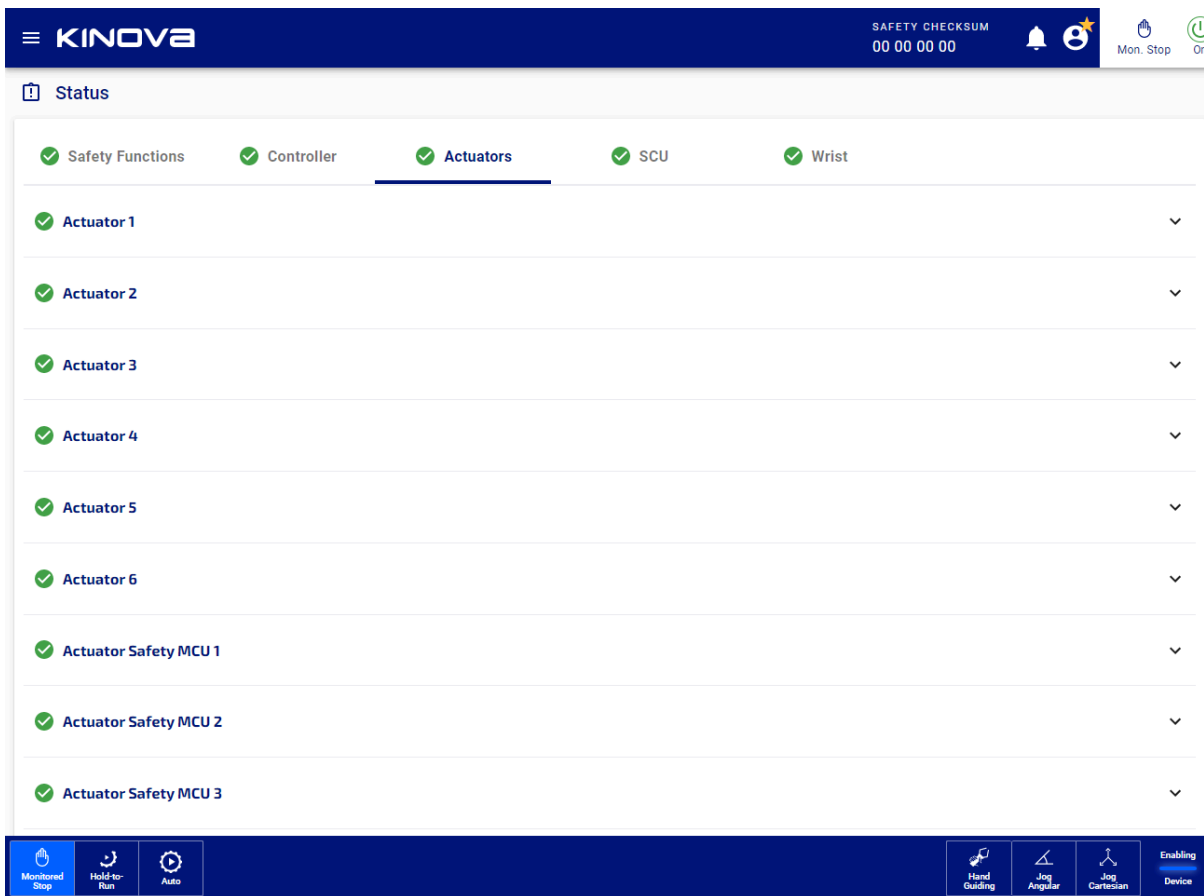 KINOVA
SAFETY CHECKSUM
00 00 00 00
Mon. Stop
Status
Safety Functions
Controller
Actuators
SCU
Wrist
Actuator 1
Actuator 2
Actuator 3
Actuator 4
Actuator 5
Actuator 6
Actuator Safety MCU 1
Actuator Safety MCU 2
Actuator Safety MCU 3
Monitored
Stop
Hold-to-
Run
Auto
Hand
Guiding
Jog
Angular
Jog
Cartesian
Enabling
Device